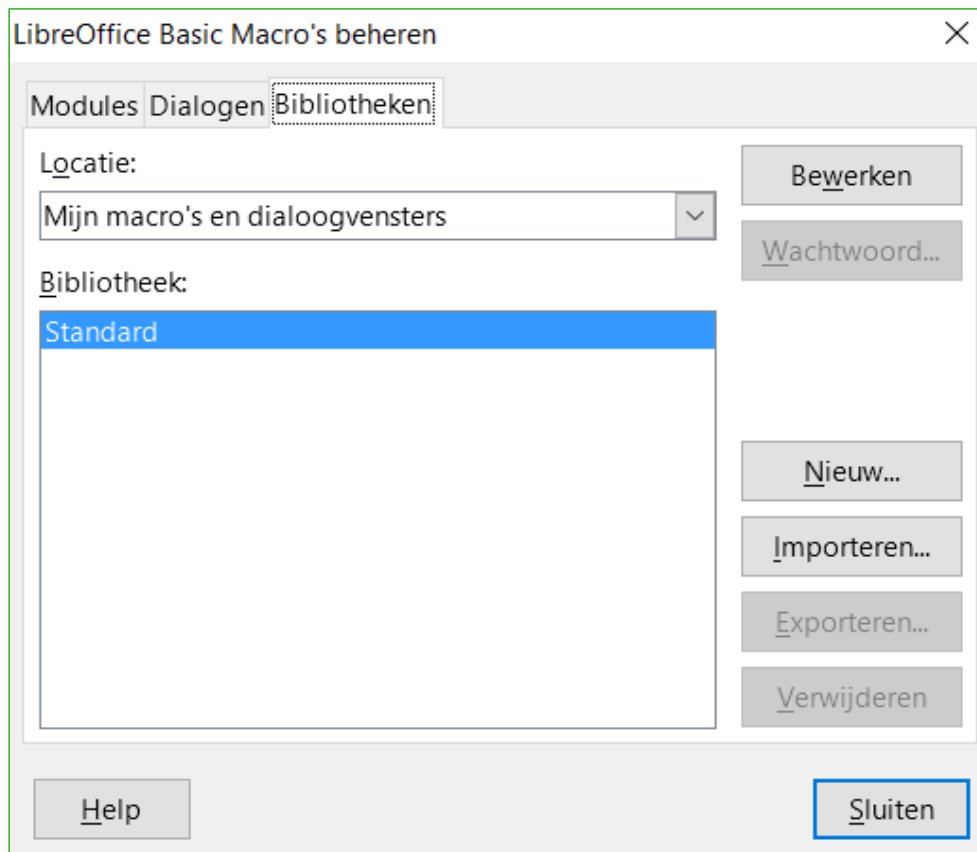 LibreOffice Basic Macro's beheren
Modules Dialogen Bibliotheken
Locatie:
Mijn macro's en dialoogvensters
Bibliotheek:
Standard
Bewerken
Wachtwoord...
Nieuw...
Importeren...
Exporteren...
Verwijderen
Help
Sluiten